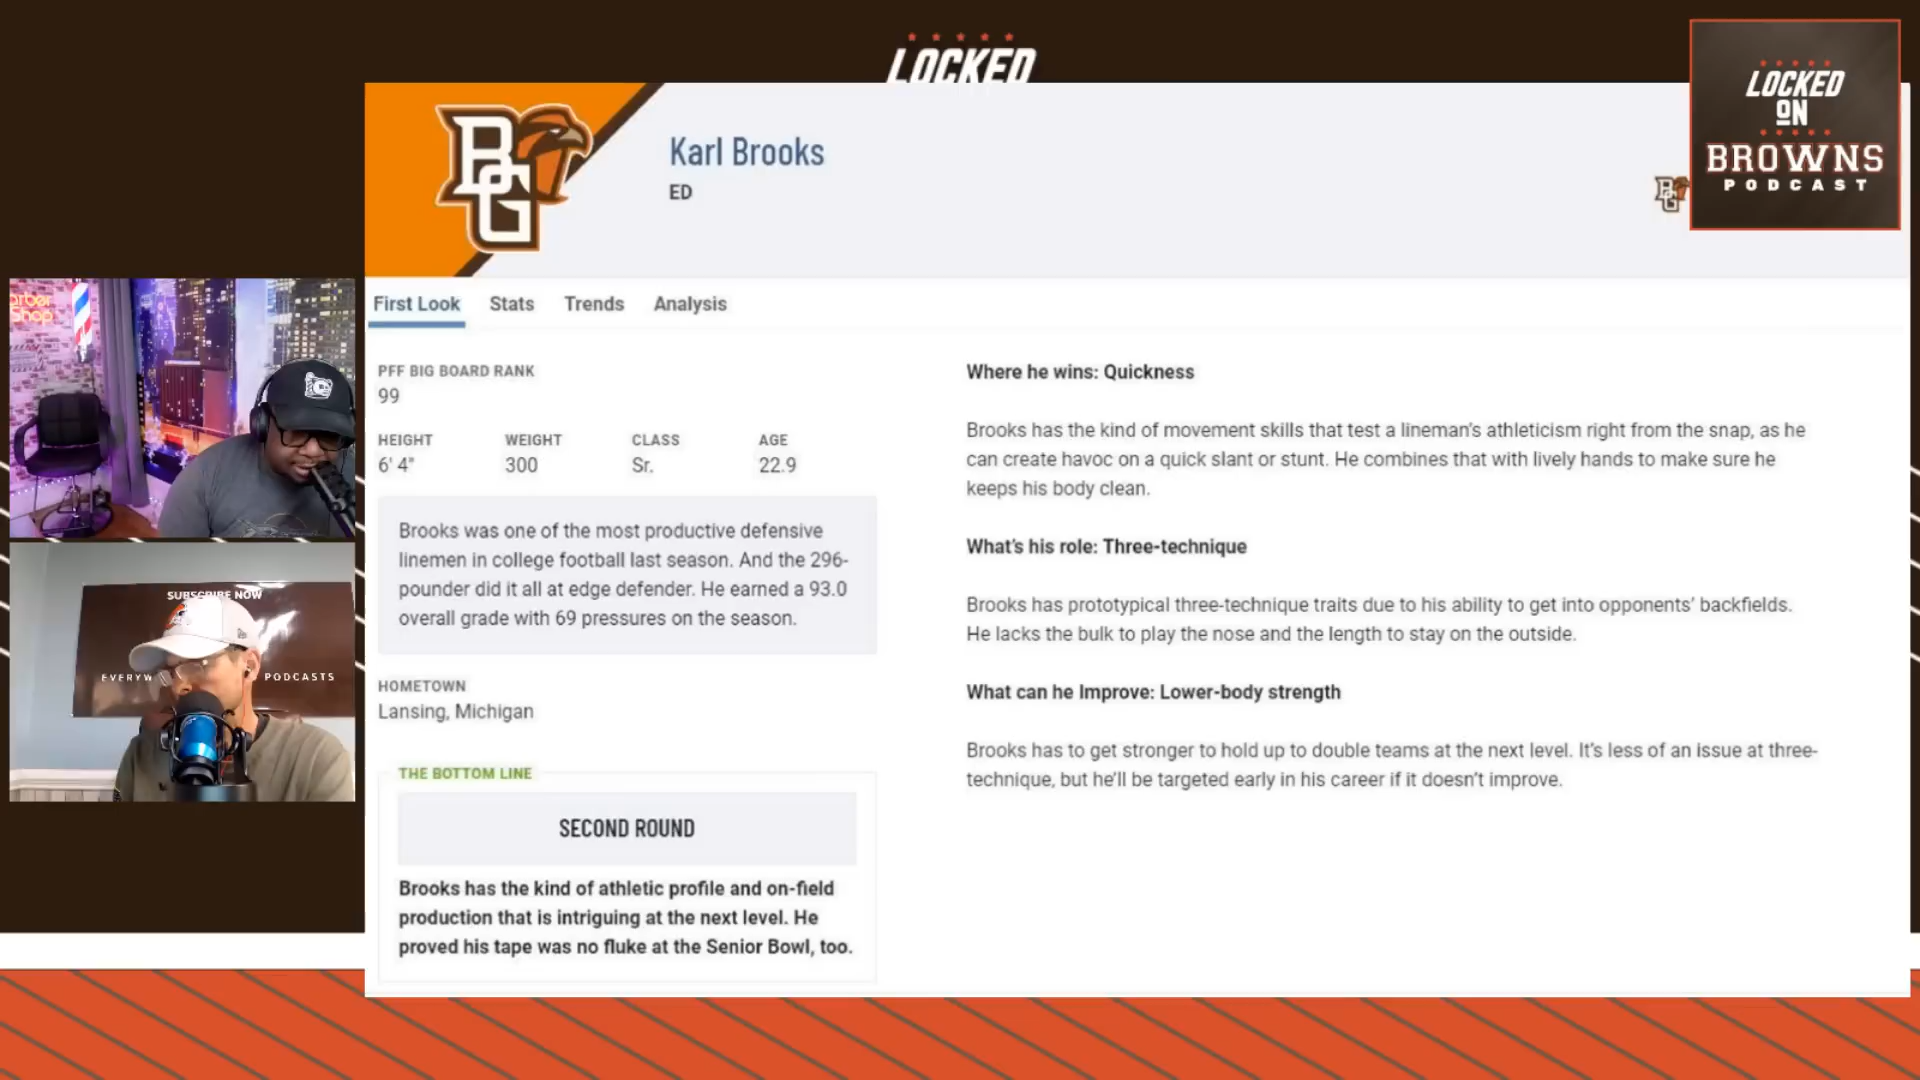 LOCKED
LOCKED
ON
BROWNS
PODCAST
BG
Karl Brooks
ED
BG
First Look Stats Trends Analysis
PFF BIG BOARD RANK
99
HEIGHT WEIGHT CLASS AGE
6' 4" 300 Sr. 22.9
Brooks was one of the most productive defensive
linemen in college football last season. And the 296-
pounder did it all at edge defender. He earned a 93.0
overall grade with 69 pressures on the season.
HOMETOWN
Lansing, Michigan
THE BOTTOM LINE
SECOND ROUND
Brooks has the kind of athletic profile and on-field
production that is intriguing at the next level. He
proved his tape was no fluke at the Senior Bowl, too.
Where he wins: Quickness
Brooks has the kind of movement skills that test a lineman's athleticism right from the snap, as he
can create havoc on a quick slant or stunt. He combines that with lively hands to make sure he
keeps his body clean.
What's his role: Three-technique
Brooks has prototypical three-technique traits due to his ability to get into opponents' backfields.
He lacks the bulk to play the nose and the length to stay on the outside.
What can he Improve: Lower-body strength
Brooks has to get stronger to hold up to double teams at the next level. It's less of an issue at three-
technique, but he'll be targeted early in his career if it doesn't improve.
arber
Shop
SUBSCRIBE NOW
EVERYW PODCASTS